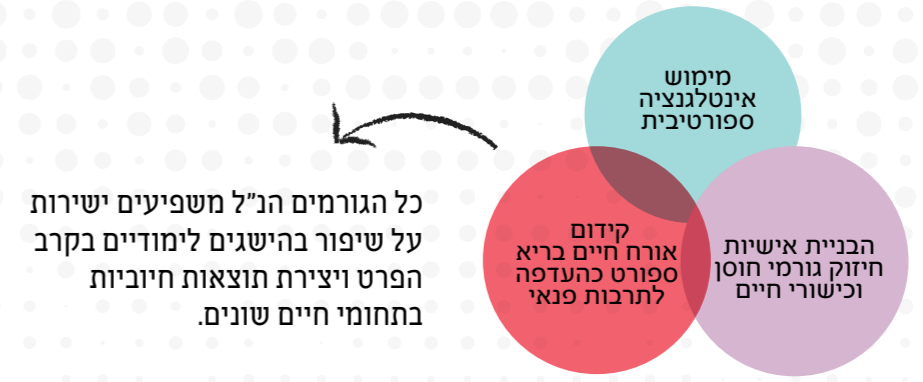 מימוש
אינטלגנציה
ספורטיבית
הבניית אישיות
חיזוק גורמי חוסן
וכישורי חיים
קידום
אורח חיים בריא
ספורט כהעדפה
לתרבות פנאי
כל הגורמים הנ"ל משפיעים ישירות
על שיפור בהישגים לימודיים בקרב
הפרט ויצירת תוצאות חיוביות
בתחומי חיים שונים.